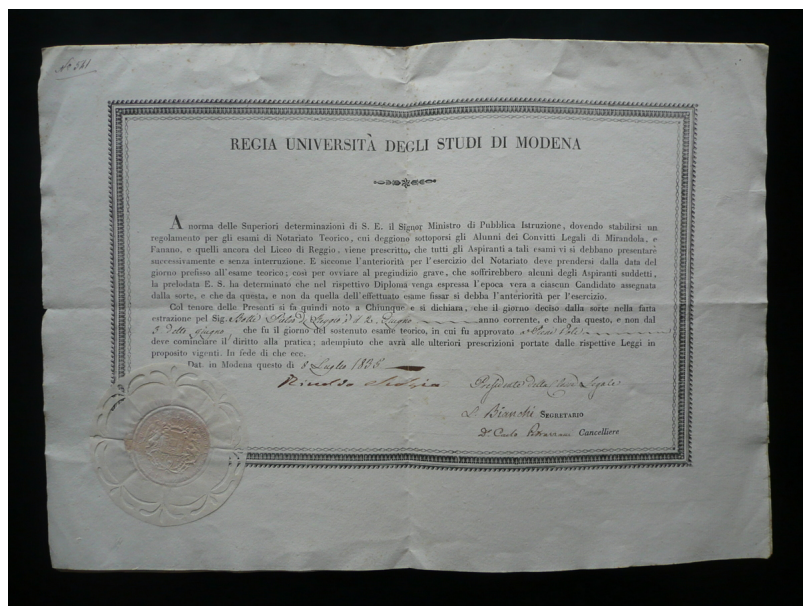 No 521
REGIA UNIVERSITÀ DEGLI STUDI DI MODENA
A norma delle Superiori determinazioni di S. E. il Signor Ministro di Pubblica Istruzione, dovendo stabilirsi un
regolamento per gli esami di Notariato Teorico, cui deggiono sottoporsi gli Alunni dei Convitti Legali di Mirandola, e
Fanano, e quelli ancora del Liceo di Reggio, viene prescritto, che tutti gli Aspiranti a tali esami vi si debbano presentare
successivamente e senza interruzione. E siccome l'anteriorità per l'esercizio del Notariato deve prendersi dalla data del
giorno prefisso all'esame teorico; così per ovviare al pregiudizio grave, che soffrirebbero alcuni degli Aspiranti suddetti,
la prelodata E. S. ha determinato che nel rispettivo Diploma venga espressa l'epoca vera a ciascun Candidato assegnata
dalla sorte, e che da questa, e non da quella dell'effettuato esame fissar si debba l'anteriorità per l'esercizio.
Col tenore delle Presenti si fa quindi noto a Chiunque e si dichiara, che il giorno deciso dalla sorte nella fatta
estrazione pel Sig. di Reggio anno corrente, e che da questo, e non dal
3 detto Giugno, che fu il giorno del sostenuto esame teorico, in cui fu approvato a Pieni Voti
deve cominciare il diritto alla pratica; adempiuto che avrà alle ulteriori prescrizioni portate dalle rispettive Leggi in
proposito vigenti. In fede di che ecc.
Dat. in Modena questo dì 8 Luglio 1835
Rinaldo
Presidente della Classe Legale
L. Bianchi SEGRETARIO
Dr. Carlo Cancelliere